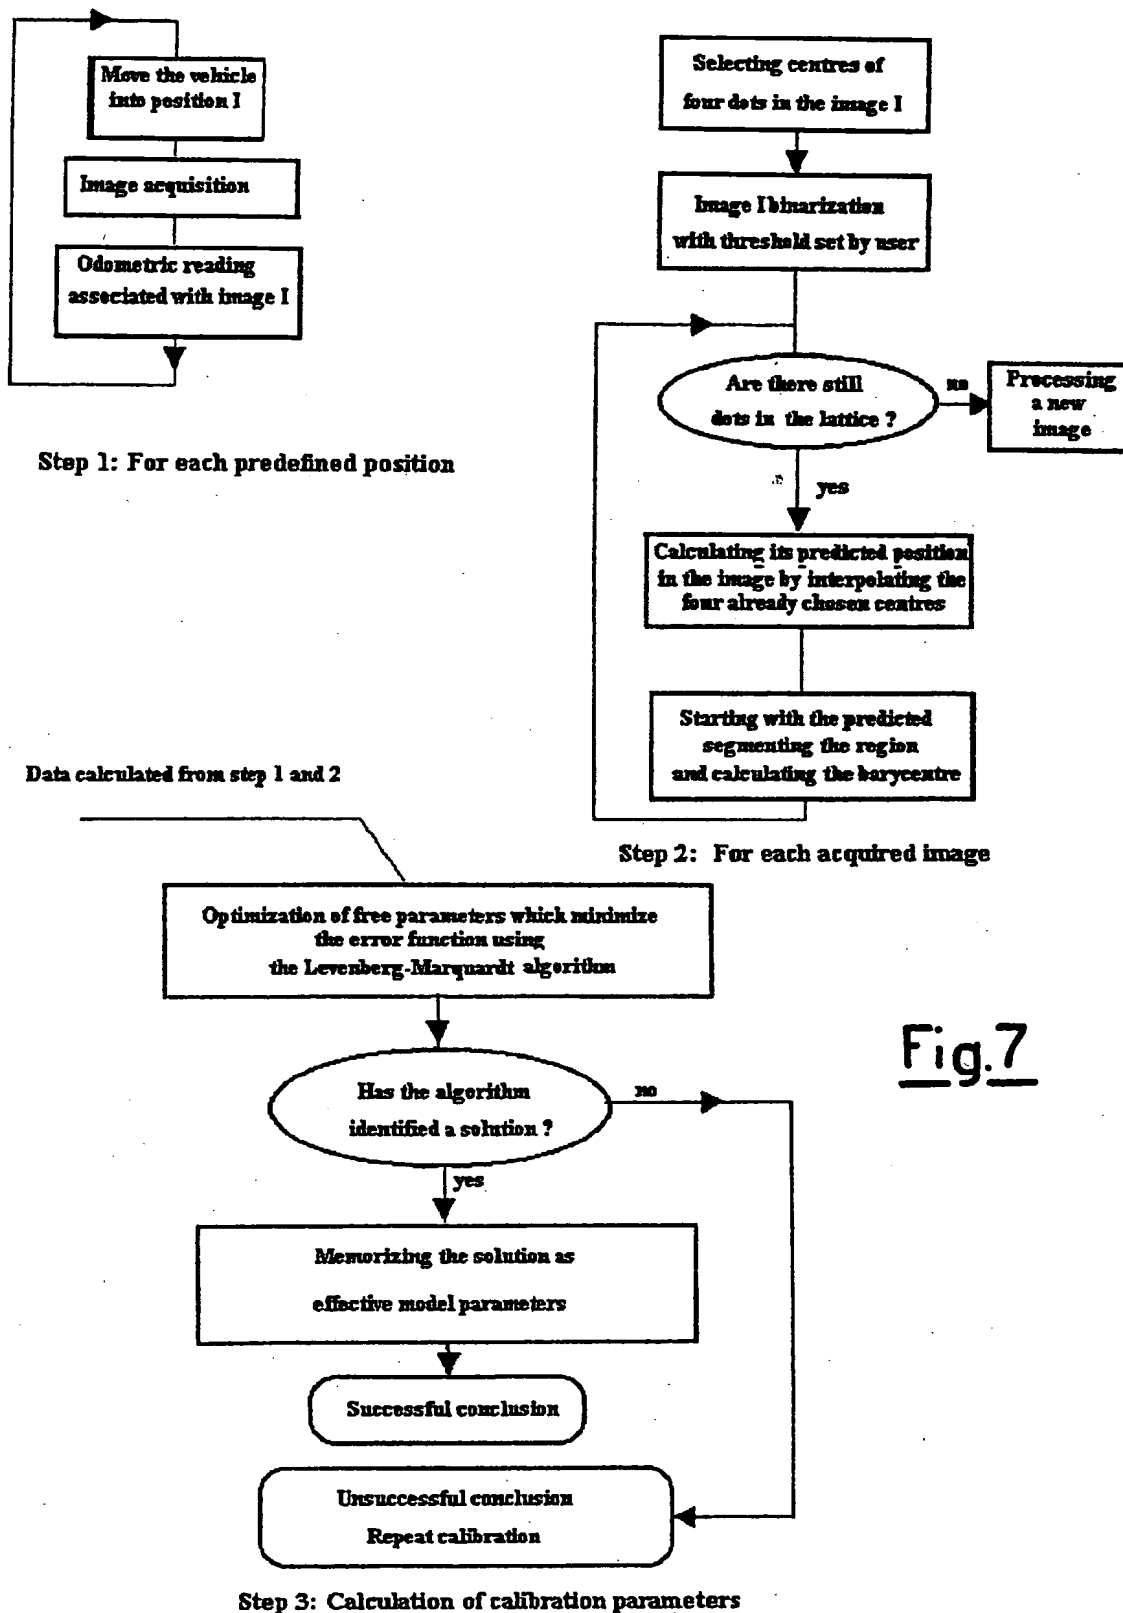 Move the vehicle
into position I
Image acquisition
Odometric reading
associated with image I
Step 1: For each predefined position
Selecting centres of
four dots in the image I
Image I binarization
with threshold set by user
Are there still
dots in the lattice ?
no
Processing
a new
image
yes
Calculating its predicted position
in the image by interpolating the
four already chosen centres
Starting with the predicted
segmenting the region
and calculating the barycentre
Step 2: For each acquired image
Data calculated from step 1 and 2
Optimization of free parameters which minimize
the error function using
the Levenberg-Marquardt algorithm
Has the algorithm
identified a solution ?
no
yes
Memorizing the solution as
effective model parameters
Successful conclusion
Unsuccessful conclusion
Repeat calibration
Step 3: Calculation of calibration parameters
Fig.7